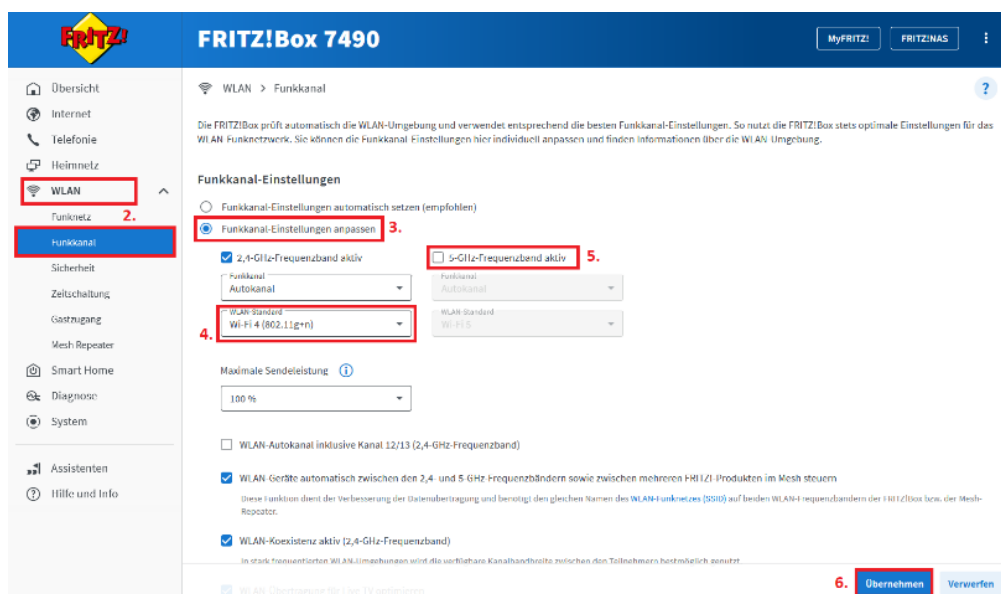 FRITZ!
FRITZ!Box 7490
MyFRITZ!
FRITZ!NAS
Übersicht
Internet
Telefonie
Heimnetz
WLAN
2.
Funknetz
Funkkanal
Sicherheit
Zeitschaltung
Gastzugang
Mesh Repeater
Smart Home
Diagnose
System
Assistenten
Hilfe und Info
WLAN > Funkkanal
?
Die FRITZ!Box prüft automatisch die WLAN-Umgebung und verwendet entsprechend die besten Funkkanal-Einstellungen. So nutzt die FRITZ!Box stets optimale Einstellungen für das
WLAN-Funknetzwerk. Sie können die Funkkanal-Einstellungen hier individuell anpassen und finden Informationen über die WLAN-Umgebung.
Funkkanal-Einstellungen
Funkkanal-Einstellungen automatisch setzen (empfohlen)
Funkkanal-Einstellungen anpassen
3.
2,4-GHz-Frequenzband aktiv
5-GHz-Frequenzband aktiv
5.
Funkkanal
Autokanal
Funkkanal
Autokanal
4.
WLAN-Standard
Wi-Fi 4 (802.11g+n)
WLAN-Standard
Wi-Fi 5
Maximale Sendeleistung
100 %
WLAN-Autokanal inklusive Kanal 12/13 (2,4-GHz-Frequenzband)
WLAN-Geräte automatisch zwischen den 2,4- und 5-GHz-Frequenzbändern sowie zwischen mehreren FRITZ!-Produkten im Mesh steuern
Diese Funktion dient der Verbesserung der Datenübertragung und benötigt den gleichen Namen des WLAN-Funknetzes (SSID) auf beiden WLAN-Frequenzbändern der FRITZ!Box bzw. der Mesh-
Repeater.
WLAN-Koexistenz aktiv (2,4-GHz-Frequenzband)
In stark frequentierten WLAN-Umgebungen wird die verfügbare Kanalbandbreite zwischen den Teilnehmern bestmöglich genutzt
WLAN-Übertragung für Live TV optimieren
6.
Übernehmen
Verwerfen